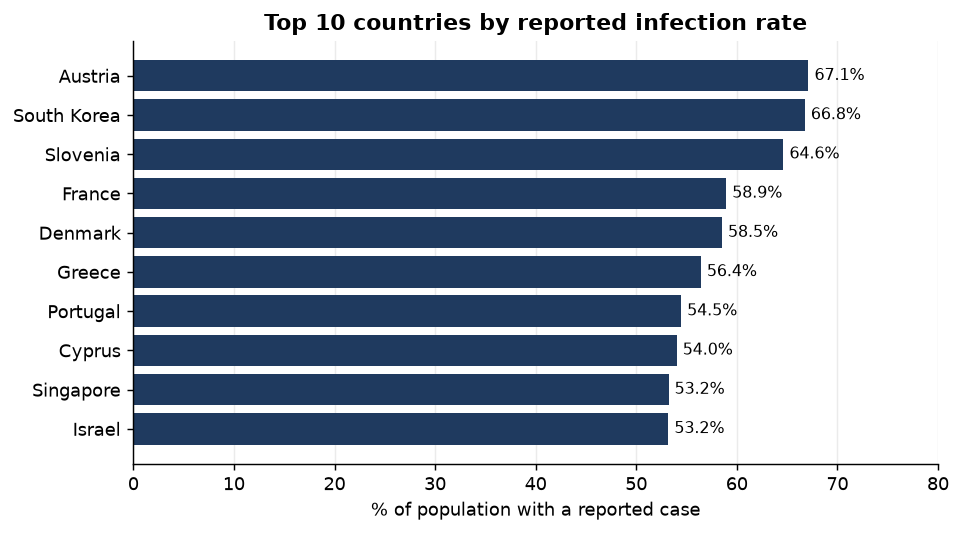 Top 10 countries by reported infection rate
Austria 67.1%
South Korea 66.8%
Slovenia 64.6%
France 58.9%
Denmark 58.5%
Greece 56.4%
Portugal 54.5%
Cyprus 54.0%
Singapore 53.2%
Israel 53.2%
0 10 20 30 40 50 60 70 80
% of population with a reported case